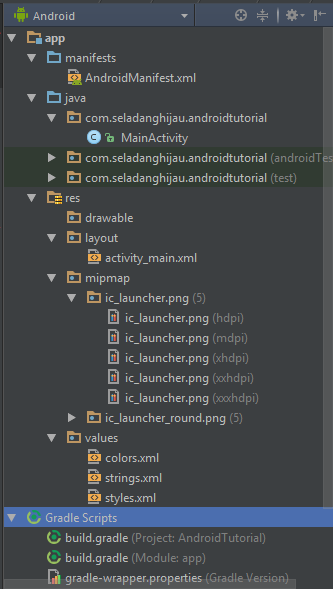 Android
app
manifests
AndroidManifest.xml
java
com.seladanghijau.androidtutorial
MainActivity
com.seladanghijau.androidtutorial (androidTes
com.seladanghijau.androidtutorial (test)
res
drawable
layout
activity_main.xml
mipmap
ic_launcher.png (5)
ic_launcher.png (hdpi)
ic_launcher.png (mdpi)
ic_launcher.png (xhdpi)
ic_launcher.png (xxhdpi)
ic_launcher.png (xxxhdpi)
ic_launcher_round.png (5)
values
colors.xml
strings.xml
styles.xml
Gradle Scripts
build.gradle (Project: AndroidTutorial)
build.gradle (Module: app)
gradle-wrapper.properties (Gradle Version)